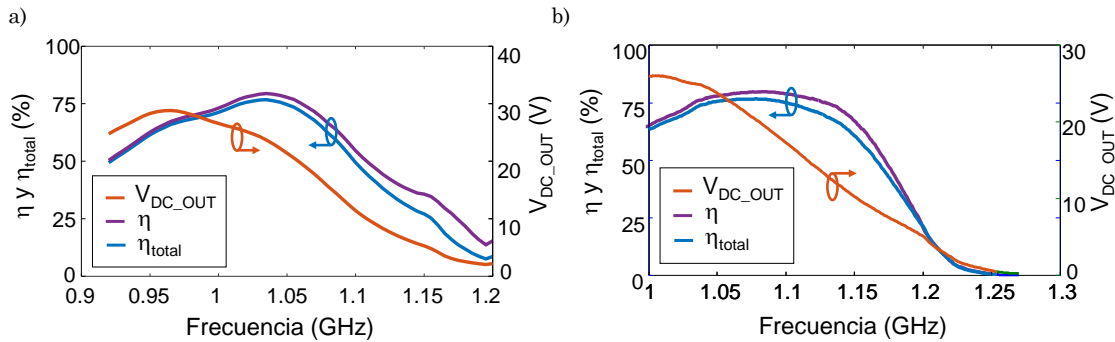 a)
100
75
50
25
0
η y η_total (%)
40
30
20
10
0
V_DC_OUT (V)
V_DC_OUT
η
η_total
0.9 0.95 1 1.05 1.1 1.15 1.2
Frecuencia (GHz)
b)
100
75
50
25
0
η y η_total (%)
30
20
10
0
V_DC_OUT (V)
V_DC_OUT
η
η_total
1 1.05 1.1 1.15 1.2 1.25 1.3
Frecuencia (GHz)